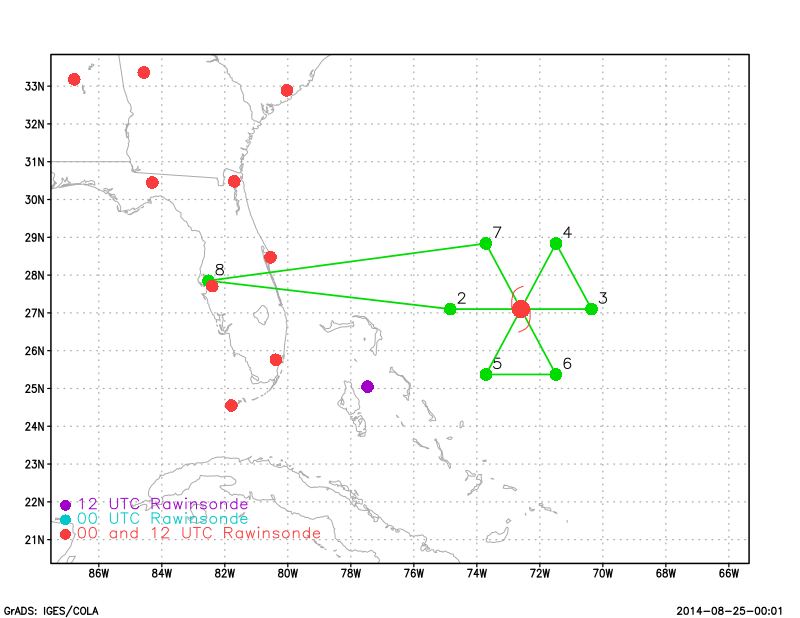 33N
32N
31N
30N
29N
28N
27N
26N
25N
24N
23N
22N
21N
7
4
8
2
3
5
6
12 UTC Rawinsonde
00 UTC Rawinsonde
00 and 12 UTC Rawinsonde
86W 84W 82W 80W 78W 76W 74W 72W 70W 68W 66W
GrADS: IGES/COLA
2014-08-25-00:01